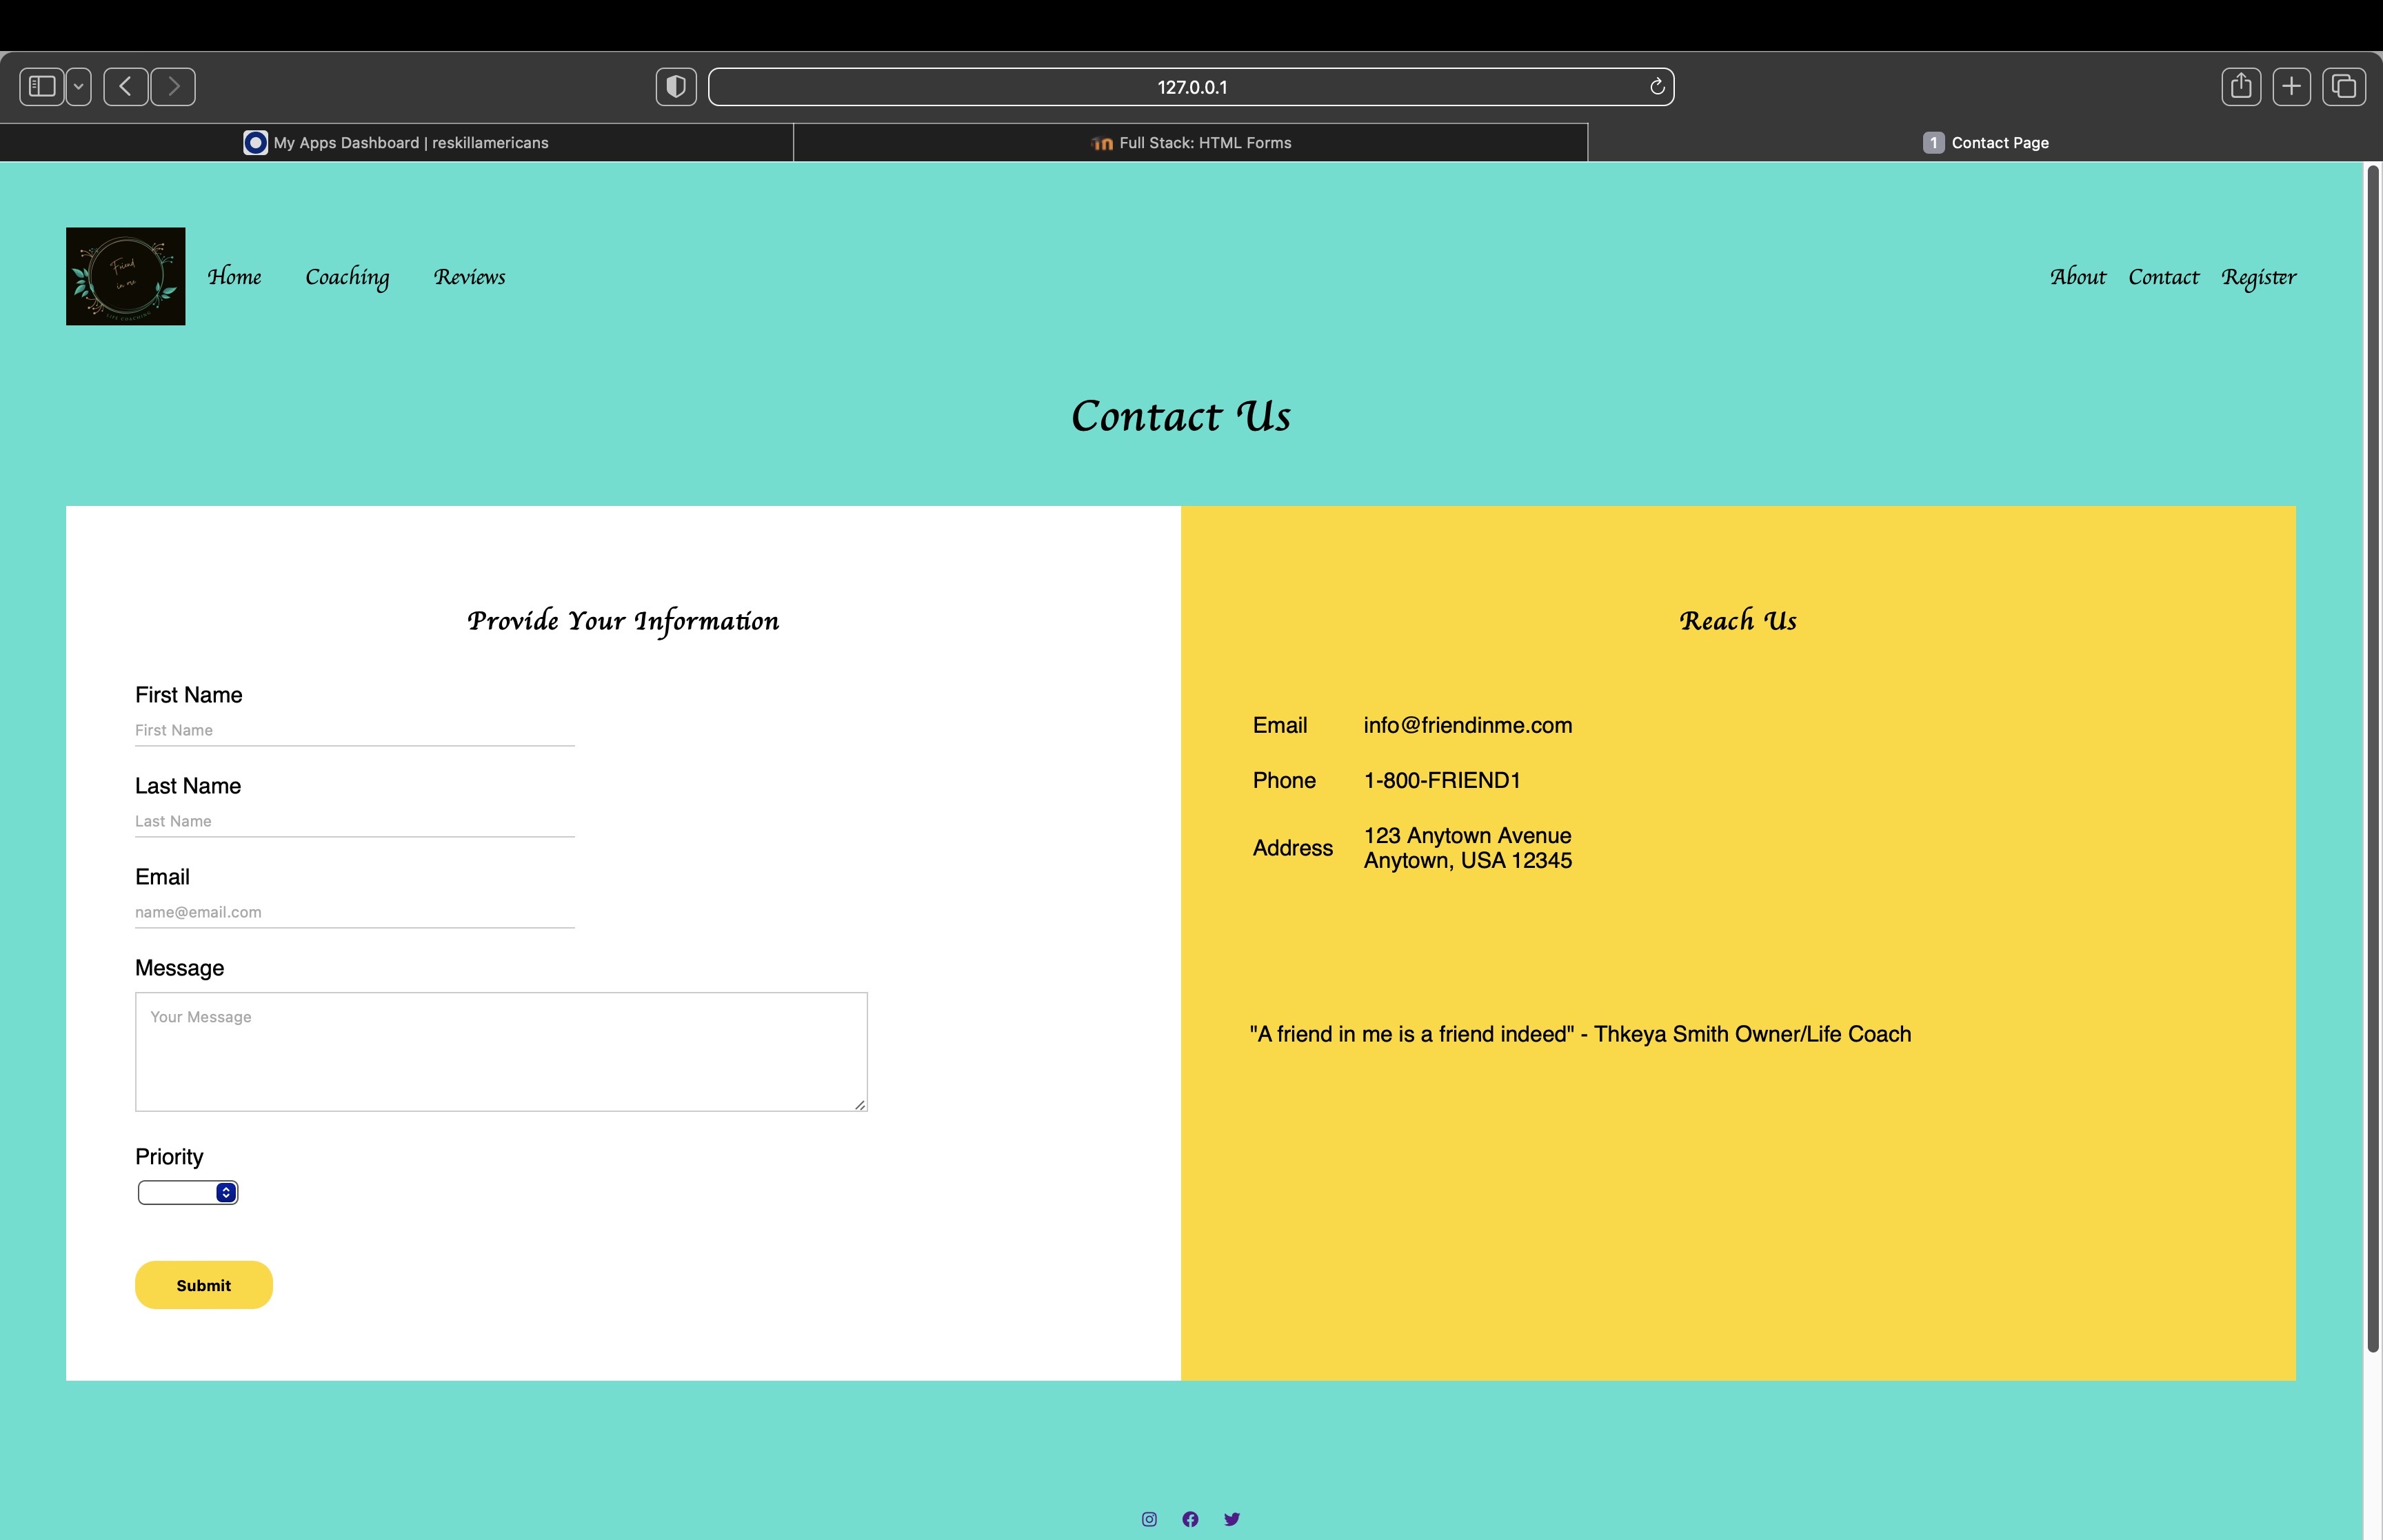 127.0.0.1
My Apps Dashboard | reskillamericans
Full Stack: HTML Forms
1 Contact Page
Friend
in me
LIFE COACHING
Home Coaching Reviews
About Contact Register
Contact Us
Provide Your Information
First Name
First Name
Last Name
Last Name
Email
name@email.com
Message
Your Message
Priority
Submit
Reach Us
Email info@friendinme.com
Phone 1-800-FRIEND1
Address 123 Anytown Avenue
Anytown, USA 12345
"A friend in me is a friend indeed" - Thkeya Smith Owner/Life Coach